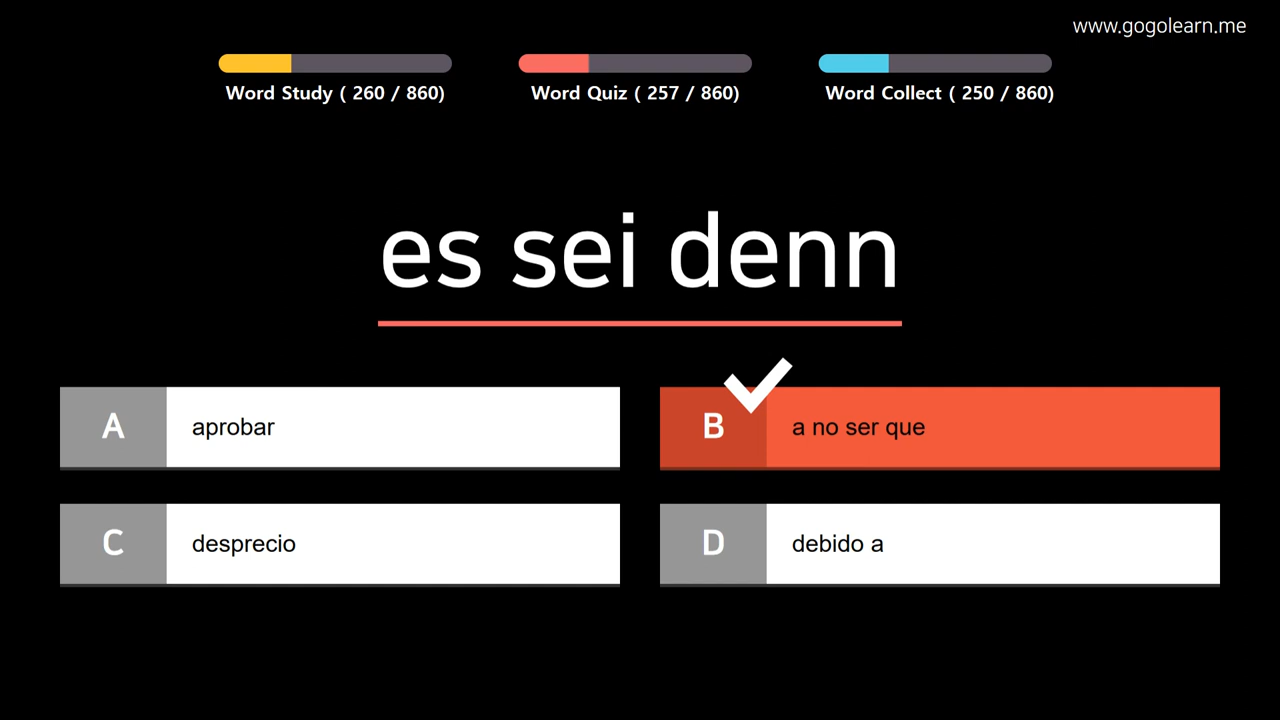 www.gogolearn.me
Word Study ( 260 / 860)
Word Quiz ( 257 / 860)
Word Collect ( 250 / 860)
es sei denn
A
aprobar
B
a no ser que
C
desprecio
D
debido a